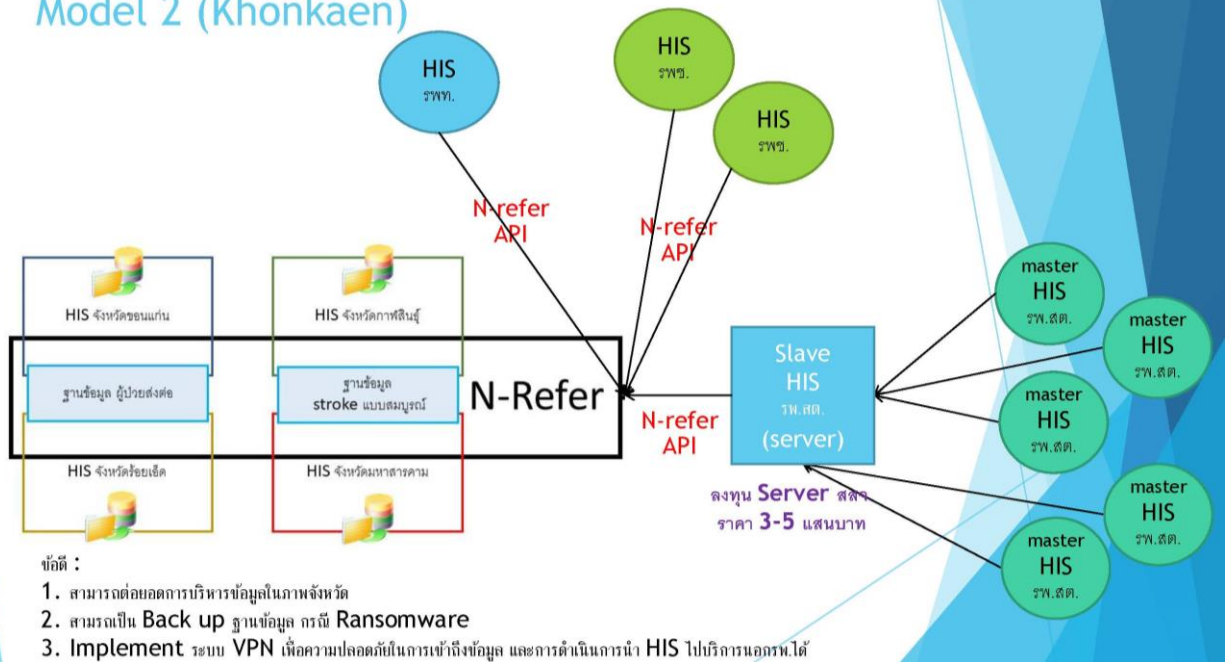 Model 2 (Khonkaen)
HIS
รพท.
HIS
รพช.
HIS
รพช.
N-refer
API
N-refer
API
HIS จังหวัดขอนแก่น
HIS จังหวัดกาฬสินธุ์
ฐานข้อมูล ผู้ป่วยส่งต่อ
ฐานข้อมูล
stroke แบบสมบูรณ์
N-Refer
HIS จังหวัดร้อยเอ็ด
HIS จังหวัดมหาสารคาม
N-refer
API
Slave
HIS
รพ.สต.
(server)
ลงทุน Server สสจ
ราคา 3-5 แสนบาท
master
HIS
รพ.สต.
master
HIS
รพ.สต.
master
HIS
รพ.สต.
master
HIS
รพ.สต.
master
HIS
รพ.สต.
ข้อดี :
1. สามารถต่อยอดการบริหารข้อมูลในภาพจังหวัด
2. สามรถเป็น Back up ฐานข้อมูล กรณี Ransomware
3. Implement ระบบ VPN เพื่อความปลอดภัยในการเข้าถึงข้อมูล และการดำเนินการนำ HIS ไปบริการนอกรพ.ได้